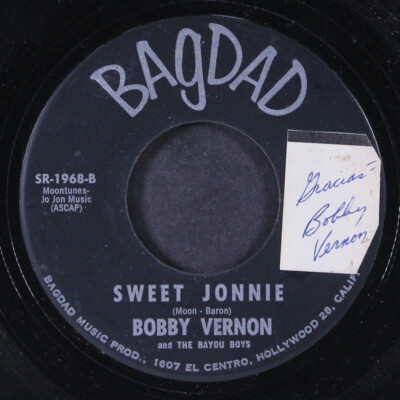 BAGDAD
SR-1968-B
Moontunes-
Jo Jon Music
(ASCAP)
Gracias =
Bobby
Vernon
SWEET JONNIE
(Moon - Baron)
BOBBY VERNON
and THE BAYOU BOYS
BAGDAD MUSIC PROD., 1607 EL CENTRO, HOLLYWOOD 28, CALIF